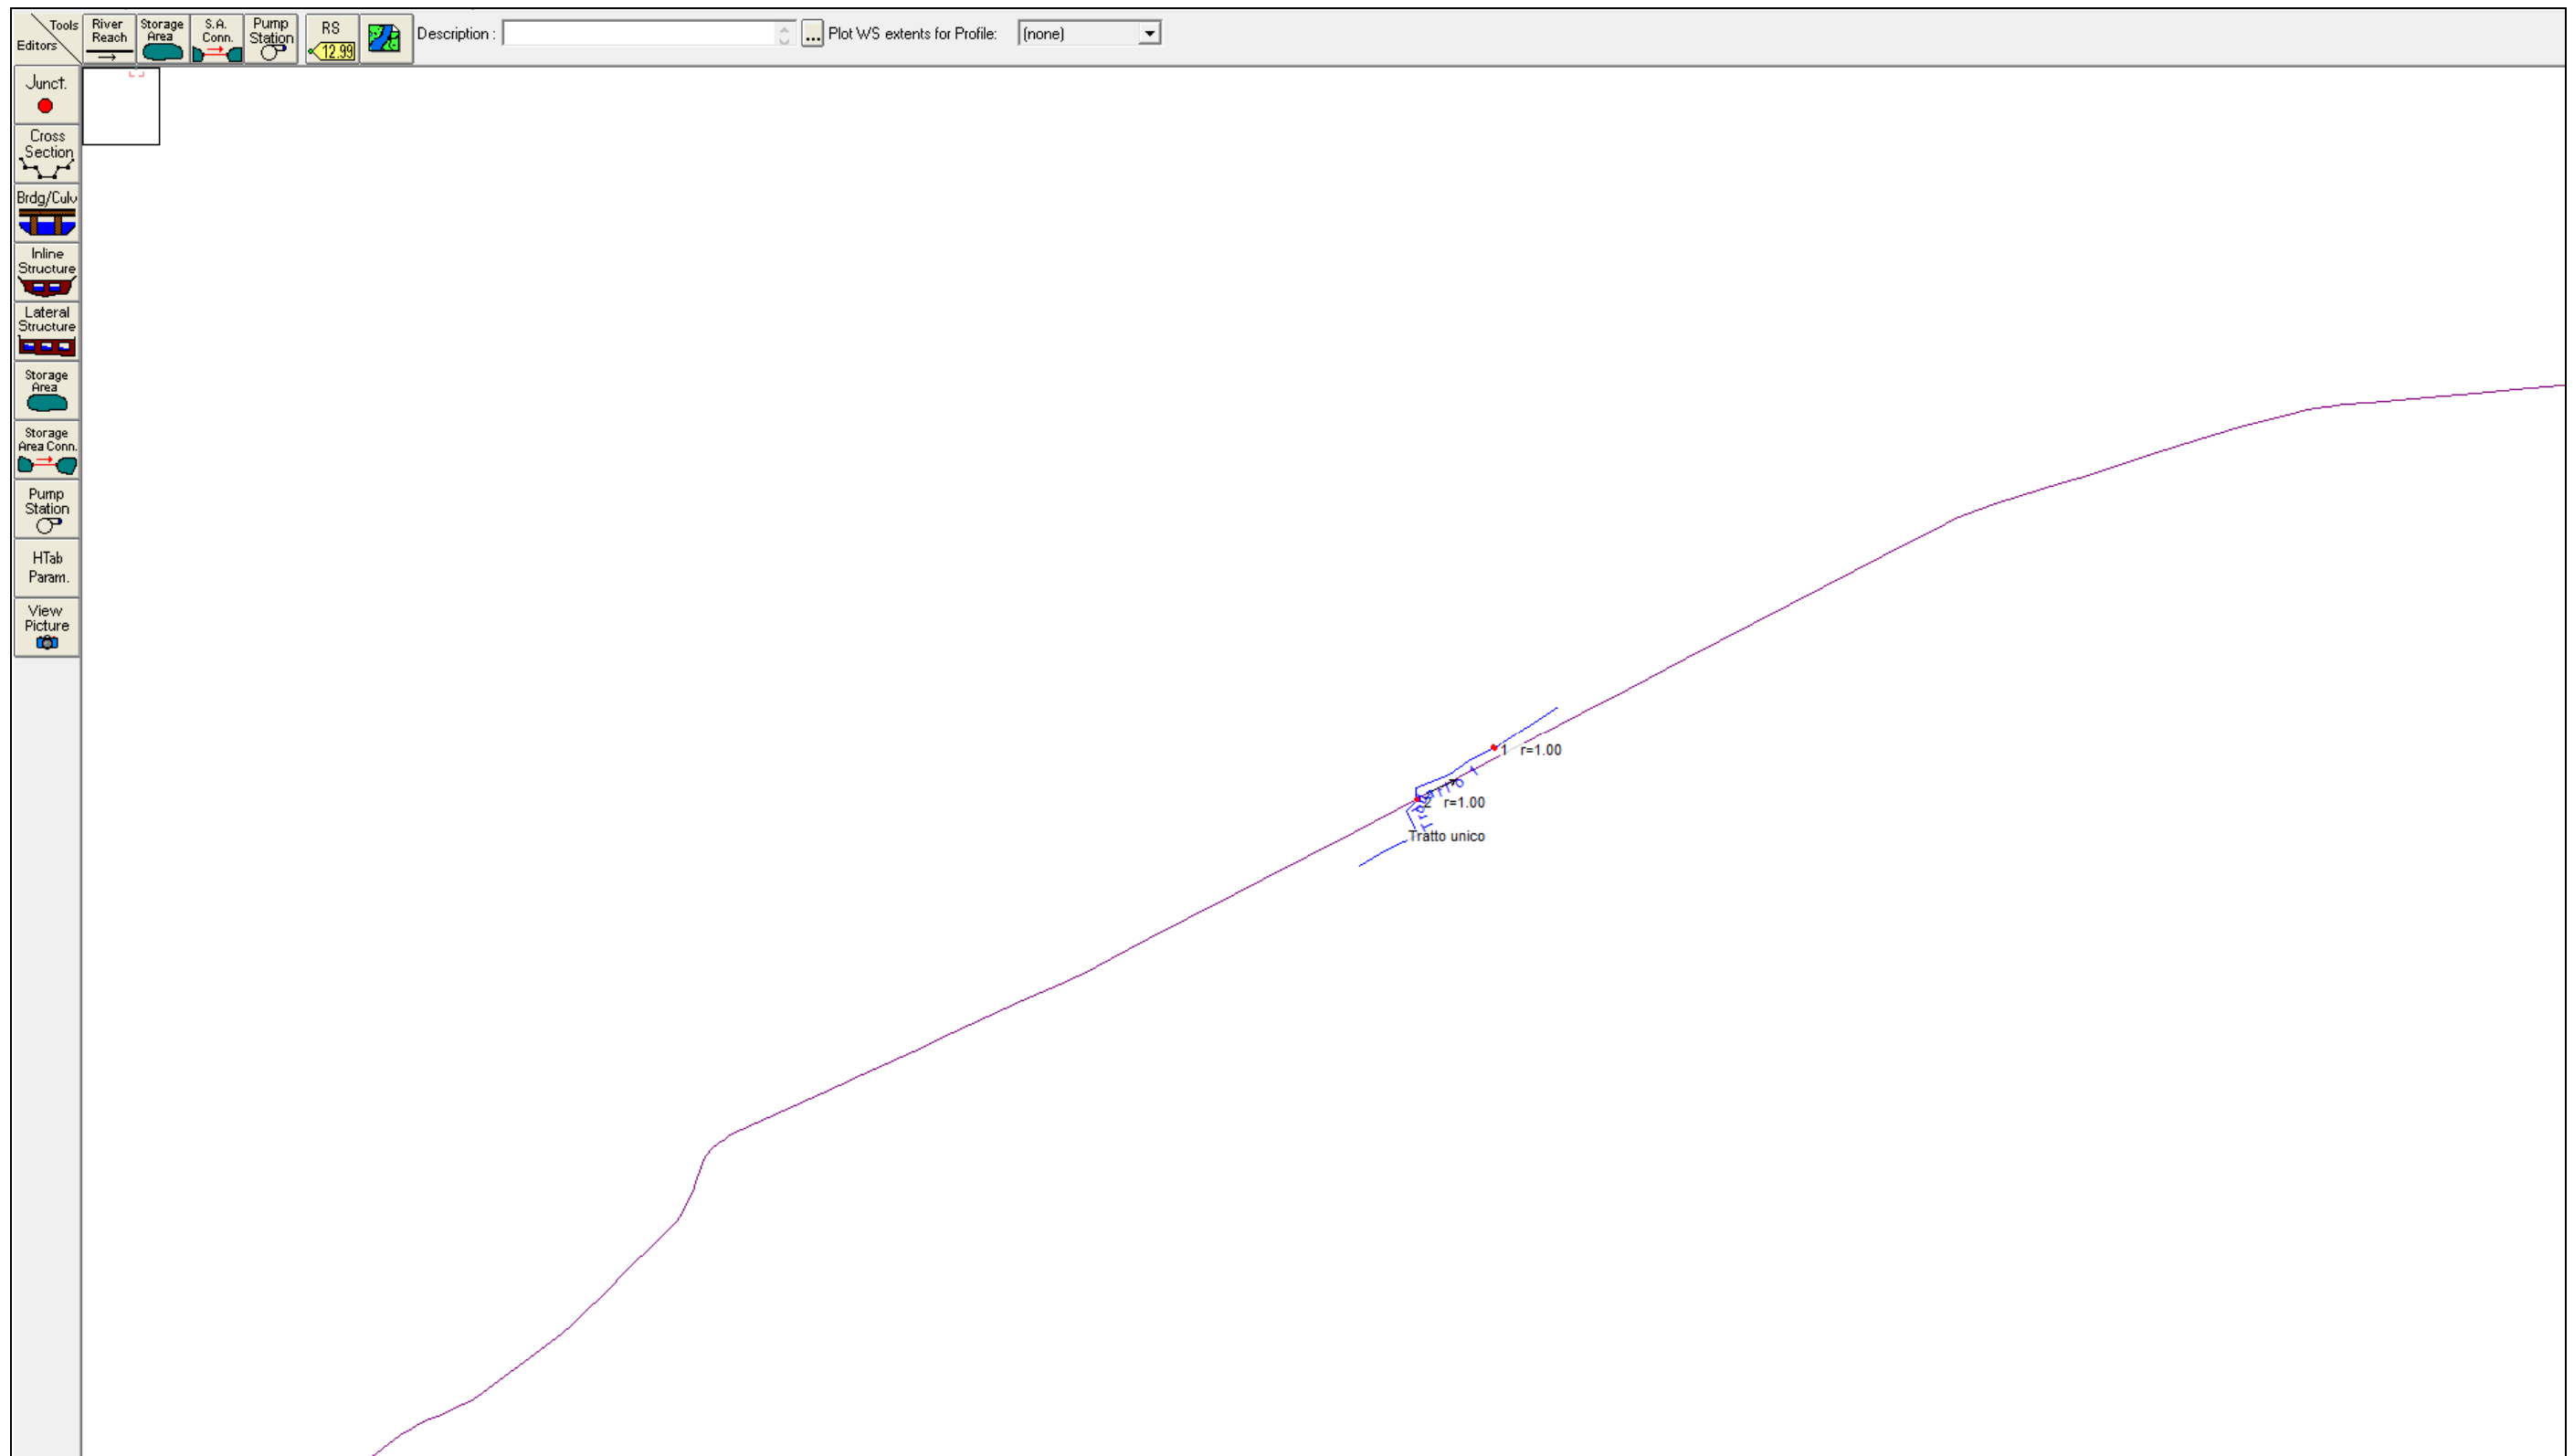 Tools
Editors
River
Reach
Storage
Area
S.A.
Conn.
Pump
Station
RS
12.99
Description :
...
Plot WS extents for Profile:
(none)
Junct.
Cross
Section
Brdg/Culv
Inline
Structure
Lateral
Structure
Storage
Area
Storage
Area Conn.
Pump
Station
HTab
Param.
View
Picture
1 r=1.00
2 r=1.00
Tratto unico